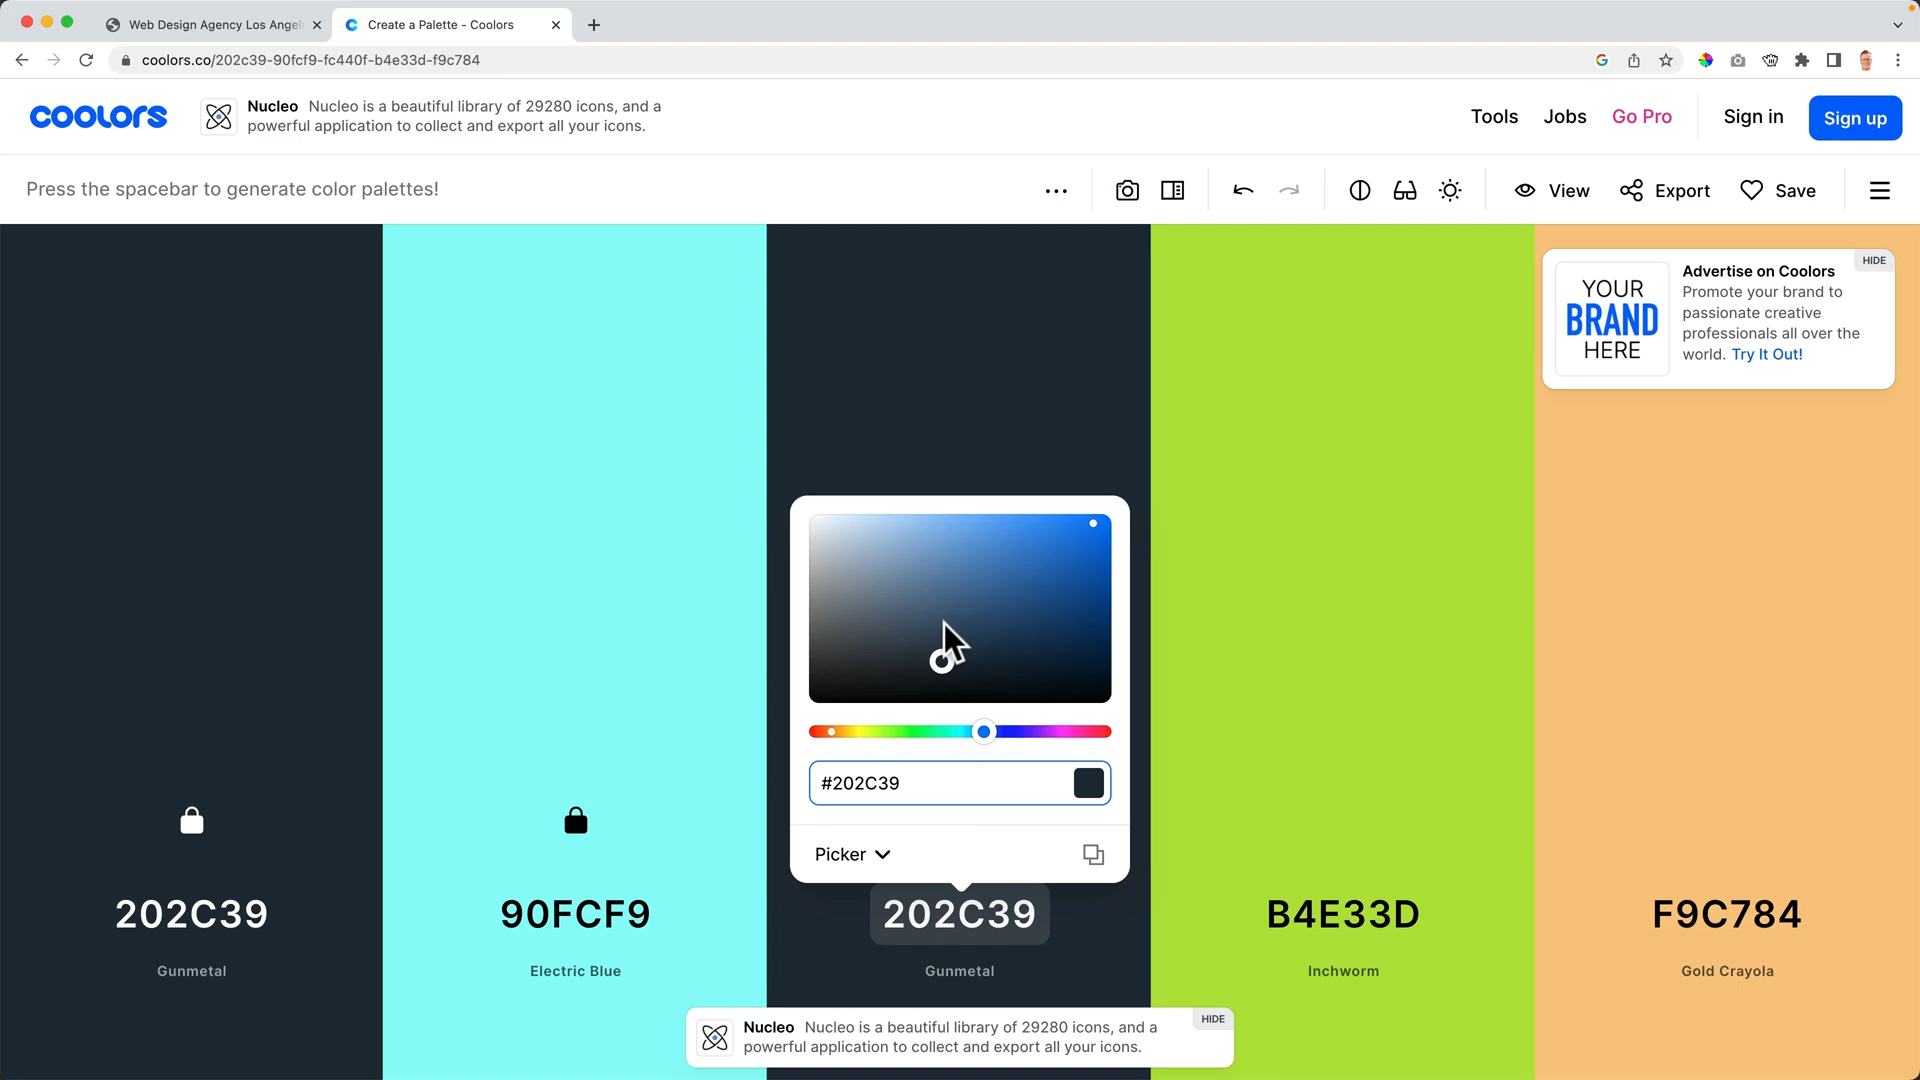 Web Design Agency Los Angel
Create a Palette - Coolors
coolors.co/202c39-90fcf9-fc440f-b4e33d-f9c784
coolors
Nucleo Nucleo is a beautiful library of 29280 icons, and a
powerful application to collect and export all your icons.
Tools
Jobs
Go Pro
Sign in
Sign up
Press the spacebar to generate color palettes!
View
Export
Save
HIDE
YOUR
BRAND
HERE
Advertise on Coolors
Promote your brand to
passionate creative
professionals all over the
world. Try It Out!
#202C39
Picker
202C39
90FCF9
202C39
B4E33D
F9C784
Gunmetal
Electric Blue
Gunmetal
Inchworm
Gold Crayola
Nucleo Nucleo is a beautiful library of 29280 icons, and a
powerful application to collect and export all your icons.
HIDE